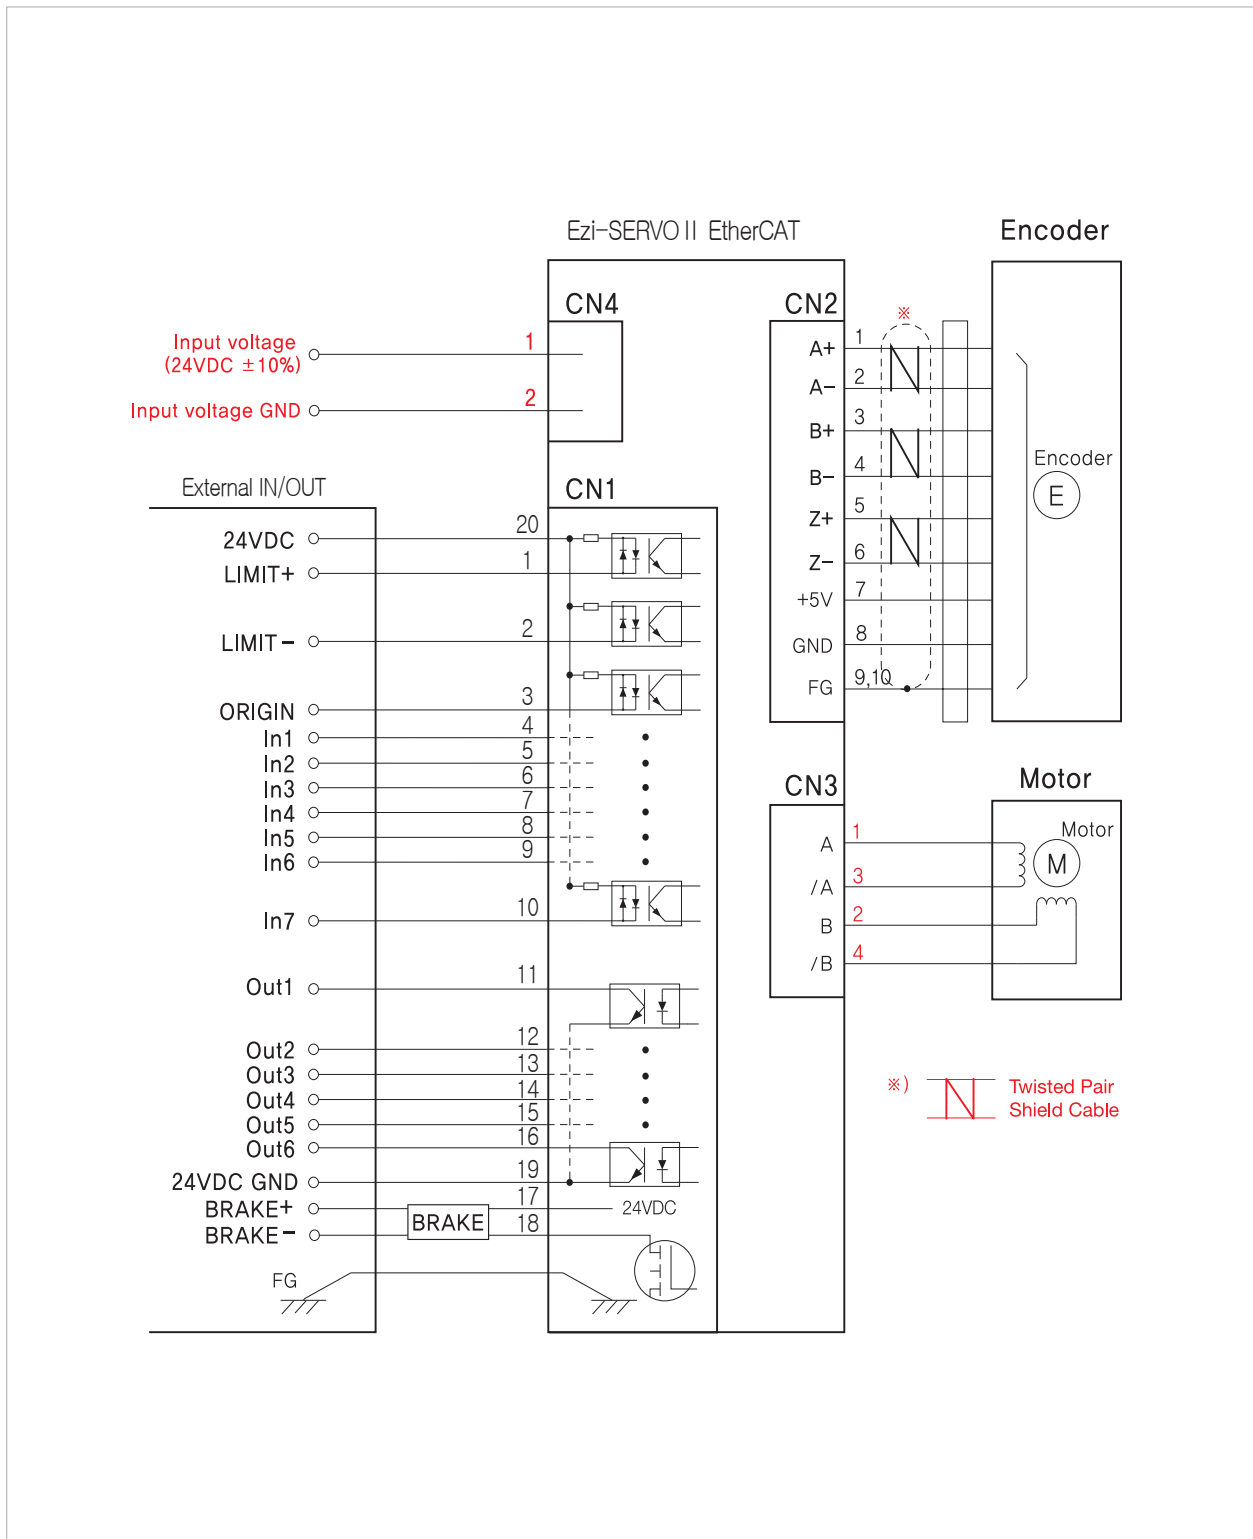 Ezi-SERVO II EtherCAT
Encoder
CN4
Input voltage
(24VDC ±10%)
1
Input voltage GND
2
CN2
※
A+ 1
A- 2
B+ 3
B- 4
Z+ 5
Z- 6
+5V 7
GND 8
FG 9,10
Encoder
E
External IN/OUT
CN1
24VDC 20
LIMIT+ 1
LIMIT- 2
ORIGIN 3
In1 4
In2 5
In3 6
In4 7
In5 8
In6 9
In7 10
Out1 11
Out2 12
Out3 13
Out4 14
Out5 15
Out6 16
24VDC GND 19
BRAKE+ 17
24VDC
BRAKE- 18
BRAKE
FG
CN3
Motor
A 1
/A 3
B 2
/B 4
Motor
M
※)
Twisted Pair
Shield Cable